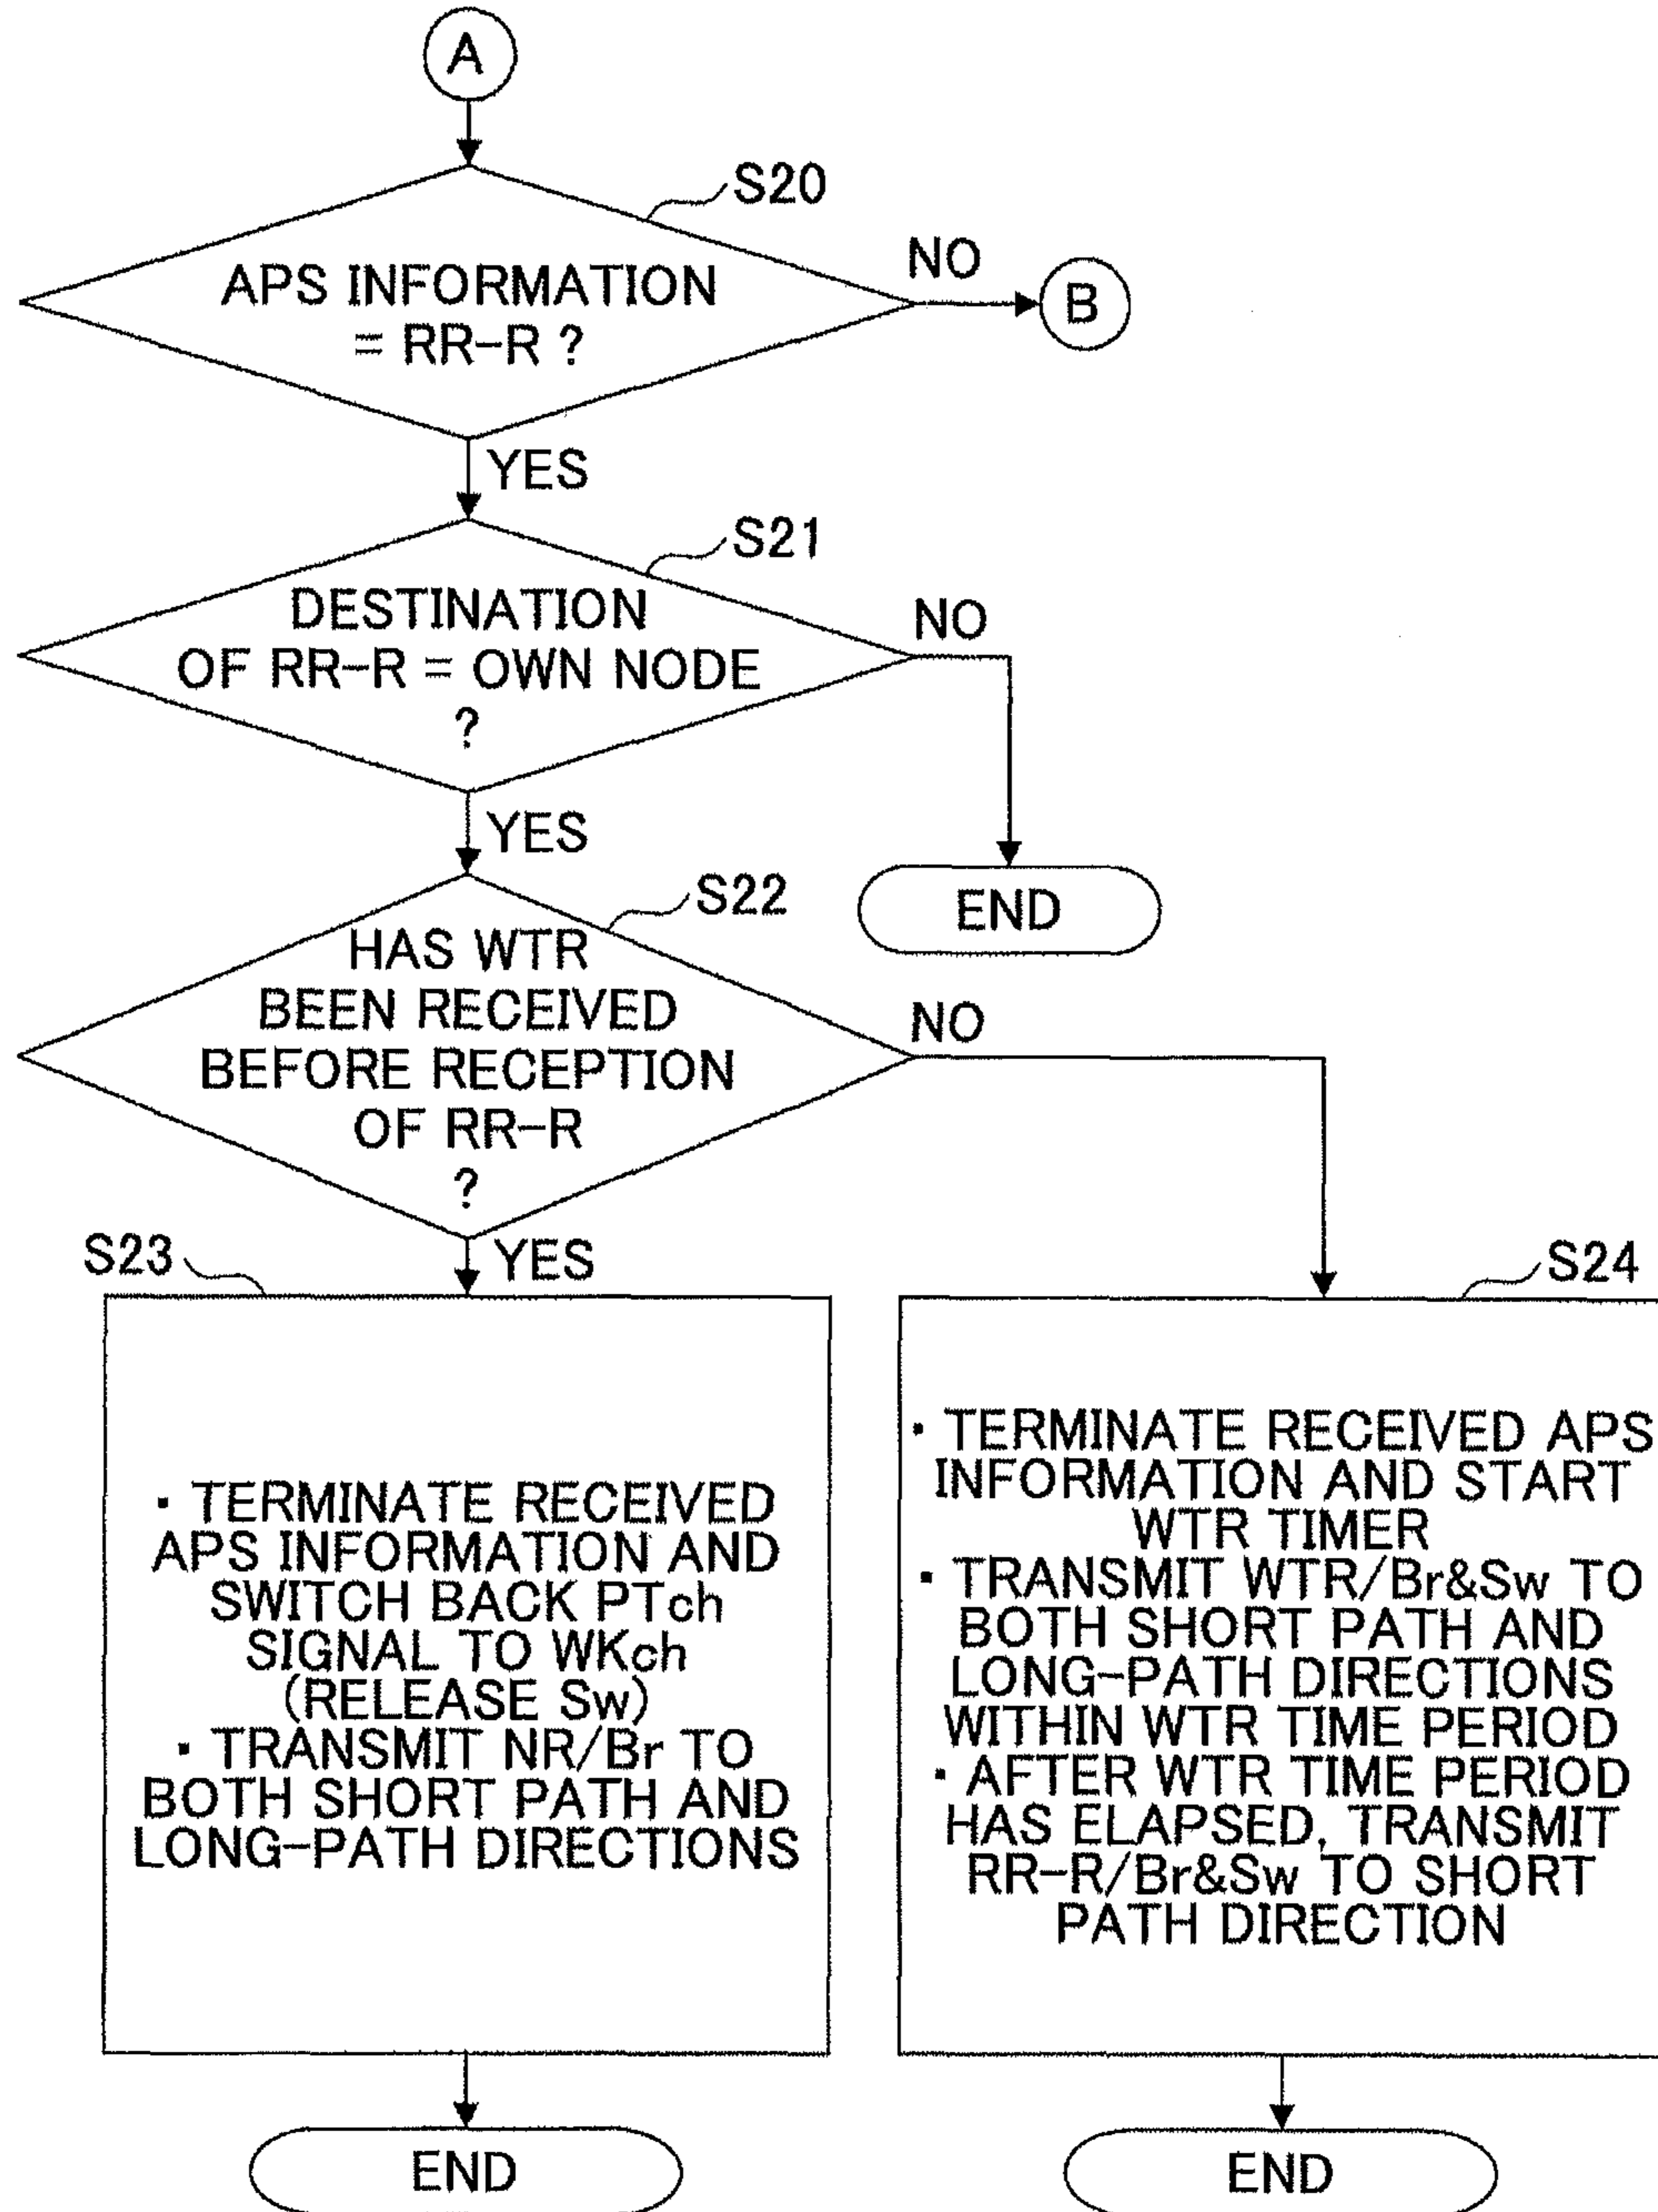 A
S20
APS INFORMATION
= RR-R ?
NO
B
YES
S21
DESTINATION
OF RR-R = OWN NODE
?
NO
END
YES
S22
HAS WTR
BEEN RECEIVED
BEFORE RECEPTION
OF RR-R
?
NO
YES
S23
・TERMINATE RECEIVED
APS INFORMATION AND
SWITCH BACK PTch
SIGNAL TO WKch
(RELEASE Sw)
・TRANSMIT NR/Br TO
BOTH SHORT PATH AND
LONG-PATH DIRECTIONS
END
S24
・TERMINATE RECEIVED APS
INFORMATION AND START
WTR TIMER
・TRANSMIT WTR/Br&Sw TO
BOTH SHORT PATH AND
LONG-PATH DIRECTIONS
WITHIN WTR TIME PERIOD
・AFTER WTR TIME PERIOD
HAS ELAPSED, TRANSMIT
RR-R/Br&Sw TO SHORT
PATH DIRECTION
END